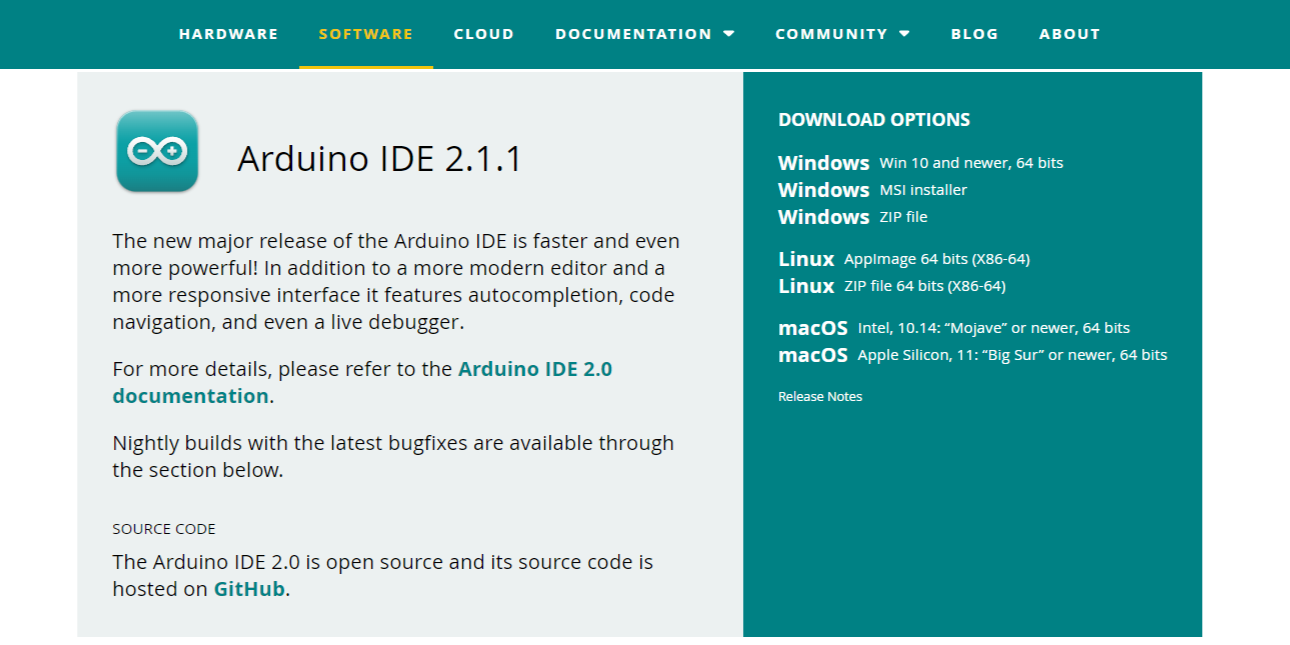 HARDWARE SOFTWARE CLOUD DOCUMENTATION COMMUNITY BLOG ABOUT
Arduino IDE 2.1.1
The new major release of the Arduino IDE is faster and even
more powerful! In addition to a more modern editor and a
more responsive interface it features autocompletion, code
navigation, and even a live debugger.
For more details, please refer to the Arduino IDE 2.0
documentation.
Nightly builds with the latest bugfixes are available through
the section below.
SOURCE CODE
The Arduino IDE 2.0 is open source and its source code is
hosted on GitHub.
DOWNLOAD OPTIONS
Windows Win 10 and newer, 64 bits
Windows MSI installer
Windows ZIP file
Linux AppImage 64 bits (X86-64)
Linux ZIP file 64 bits (X86-64)
macOS Intel, 10.14: “Mojave” or newer, 64 bits
macOS Apple Silicon, 11: “Big Sur” or newer, 64 bits
Release Notes